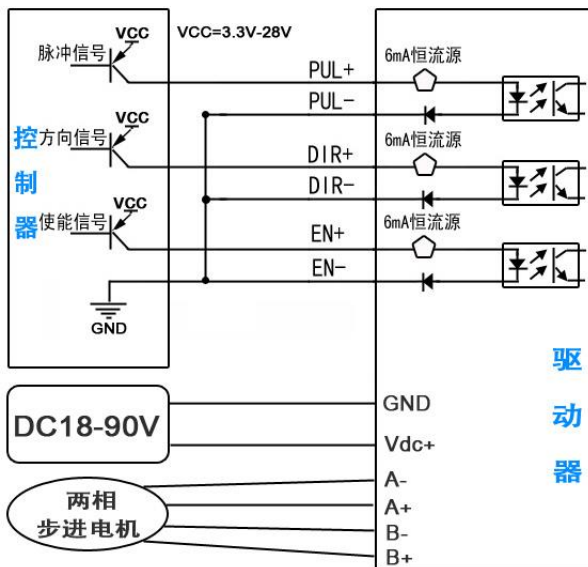 VCC
VCC=3.3V-28V
脉冲信号
6mA恒流源
PUL+
PUL-
VCC
控制器
方向信号
6mA恒流源
DIR+
DIR-
VCC
使能信号
6mA恒流源
EN+
EN-
GND
驱动器
DC18-90V
GND
Vdc+
两相
步进电机
A-
A+
B-
B+